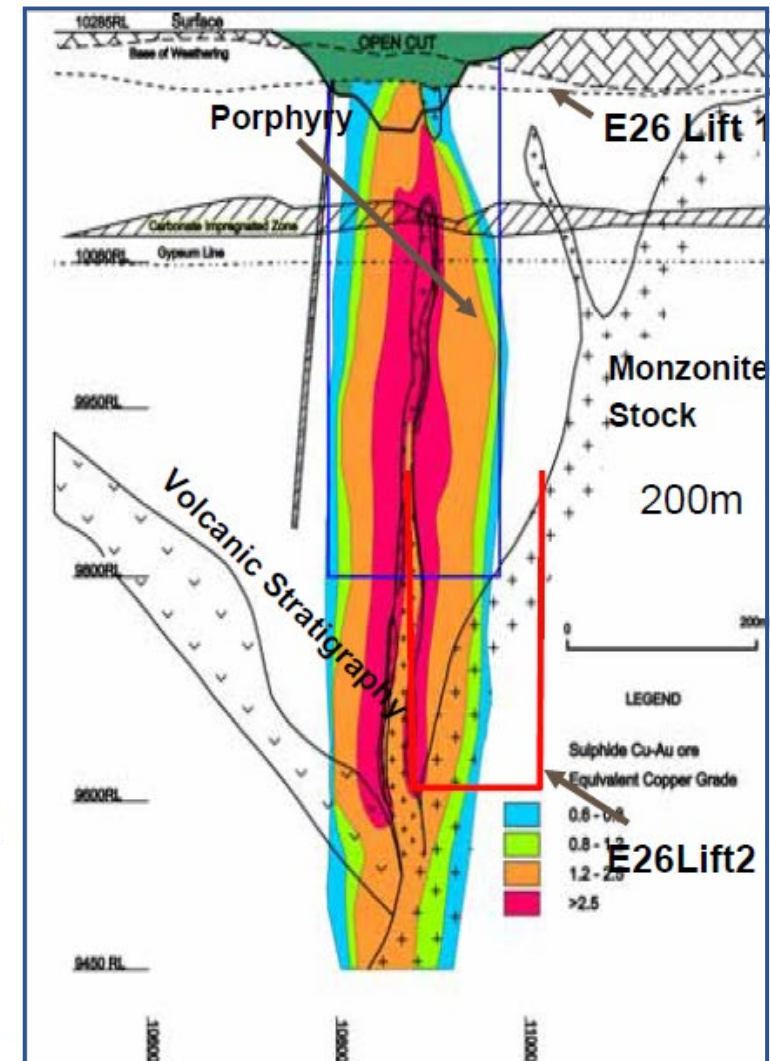 10285RL Surface
OPEN CUT
Base of Weathering
Porphyry
E26 Lift 1
Carbonate Impregnated Zone
10080RL Gypsum Line
Monzonite
Stock
9950RL
200m
Volcanic Stratigraphy
9800RL
0 200m
LEGEND
Sulphide Cu-Au ore
Equivalent Copper Grade
9600RL
0.8 - 1.2
E26Lift2
1.2 - 2.5
>2.5
9450 RL
11000